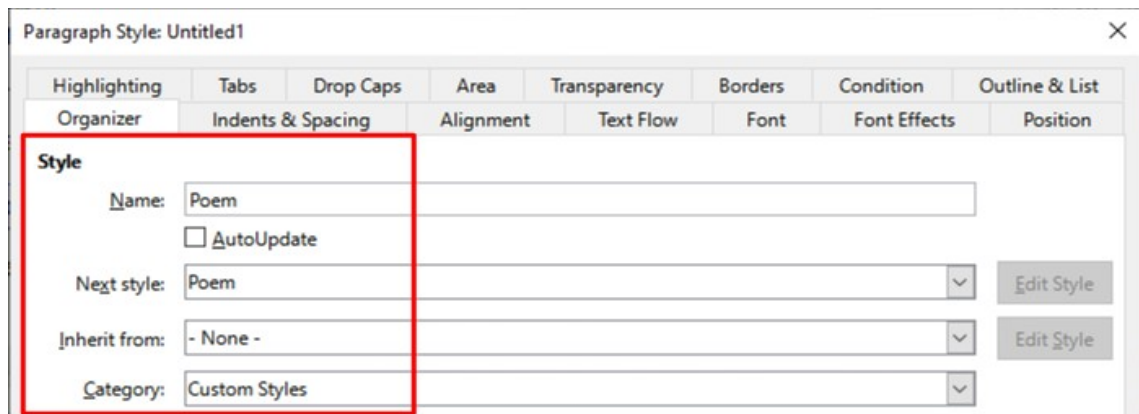 Paragraph Style: Untitled1
Highlighting Tabs Drop Caps Area Transparency Borders Condition Outline & List
Organizer Indents & Spacing Alignment Text Flow Font Font Effects Position
Style
Name: Poem
AutoUpdate
Next style: Poem Edit Style
Inherit from: - None - Edit Style
Category: Custom Styles